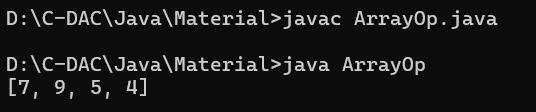 D:\C-DAC\Java\Material>javac ArrayOp.java
D:\C-DAC\Java\Material>java ArrayOp
[7, 9, 5, 4]